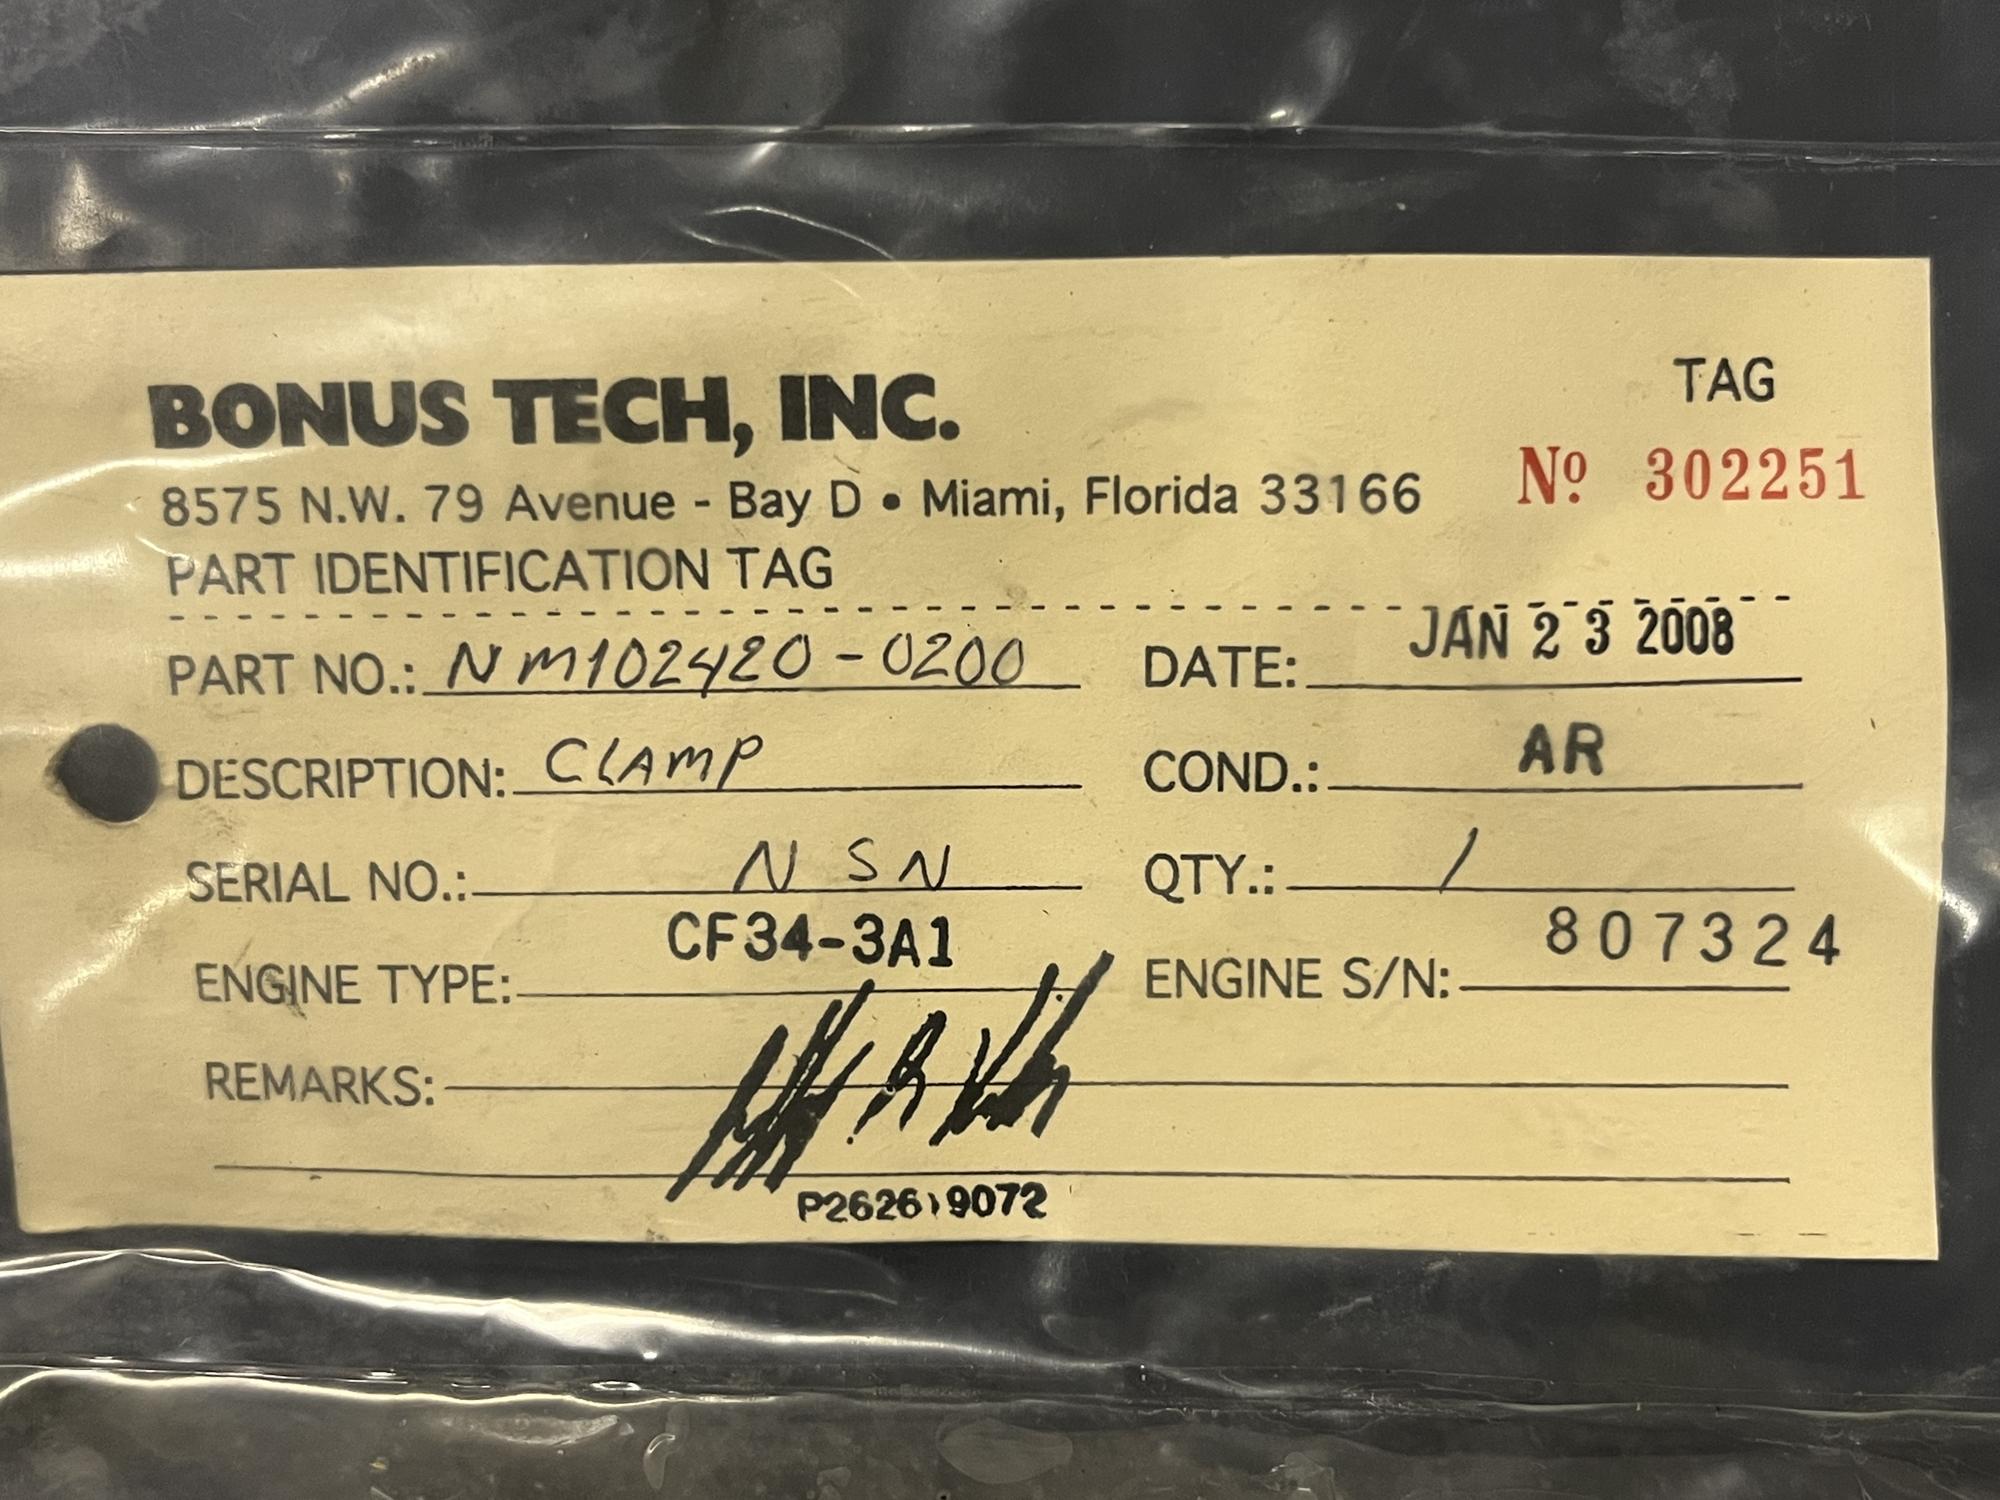 BONUS TECH, INC.
TAG
8575 N.W. 79 Avenue - Bay D • Miami, Florida 33166
Nº 302251
PART IDENTIFICATION TAG
PART NO.: NM102420-0200 DATE: JAN 23 2008
DESCRIPTION: CLAMP COND.: AR
SERIAL NO.: NSN QTY.: 1
ENGINE TYPE: CF34-3A1 ENGINE S/N: 807324
REMARKS: